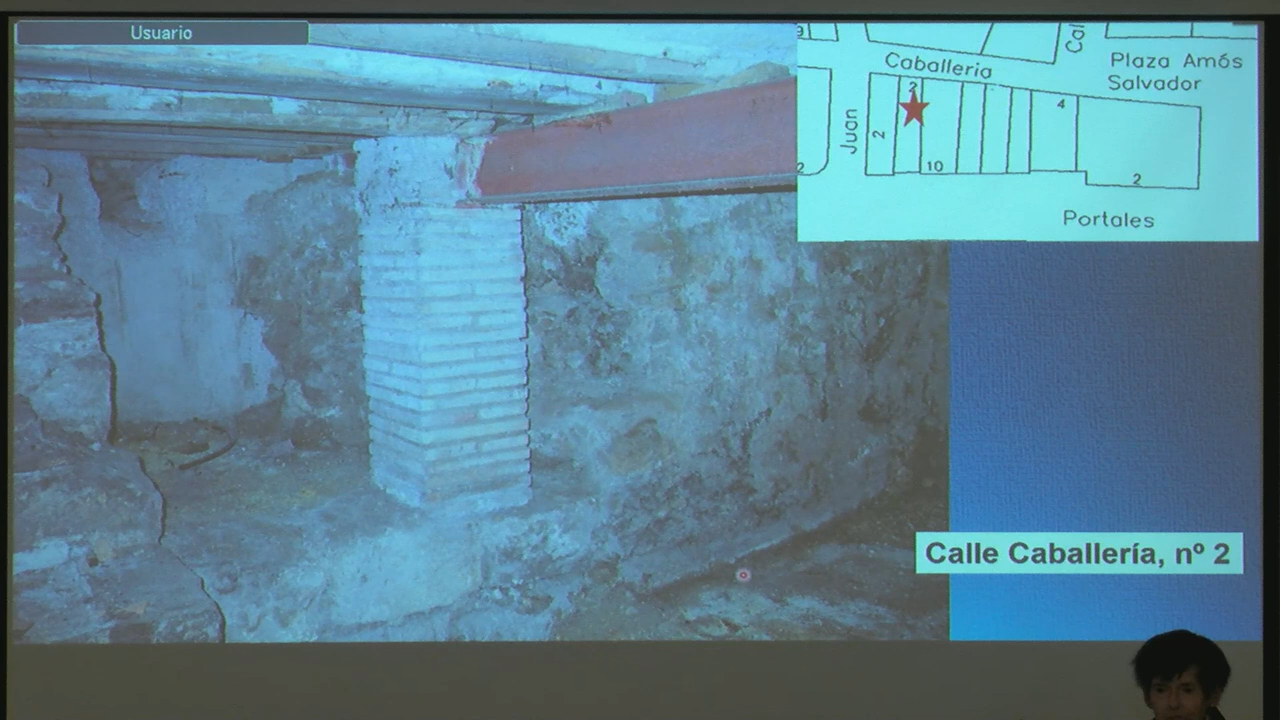 Usuario
Caballeria
Plaza Amós
Salvador
Juan
2
2
4
10
2
2
Portales
Calle Caballería, nº 2